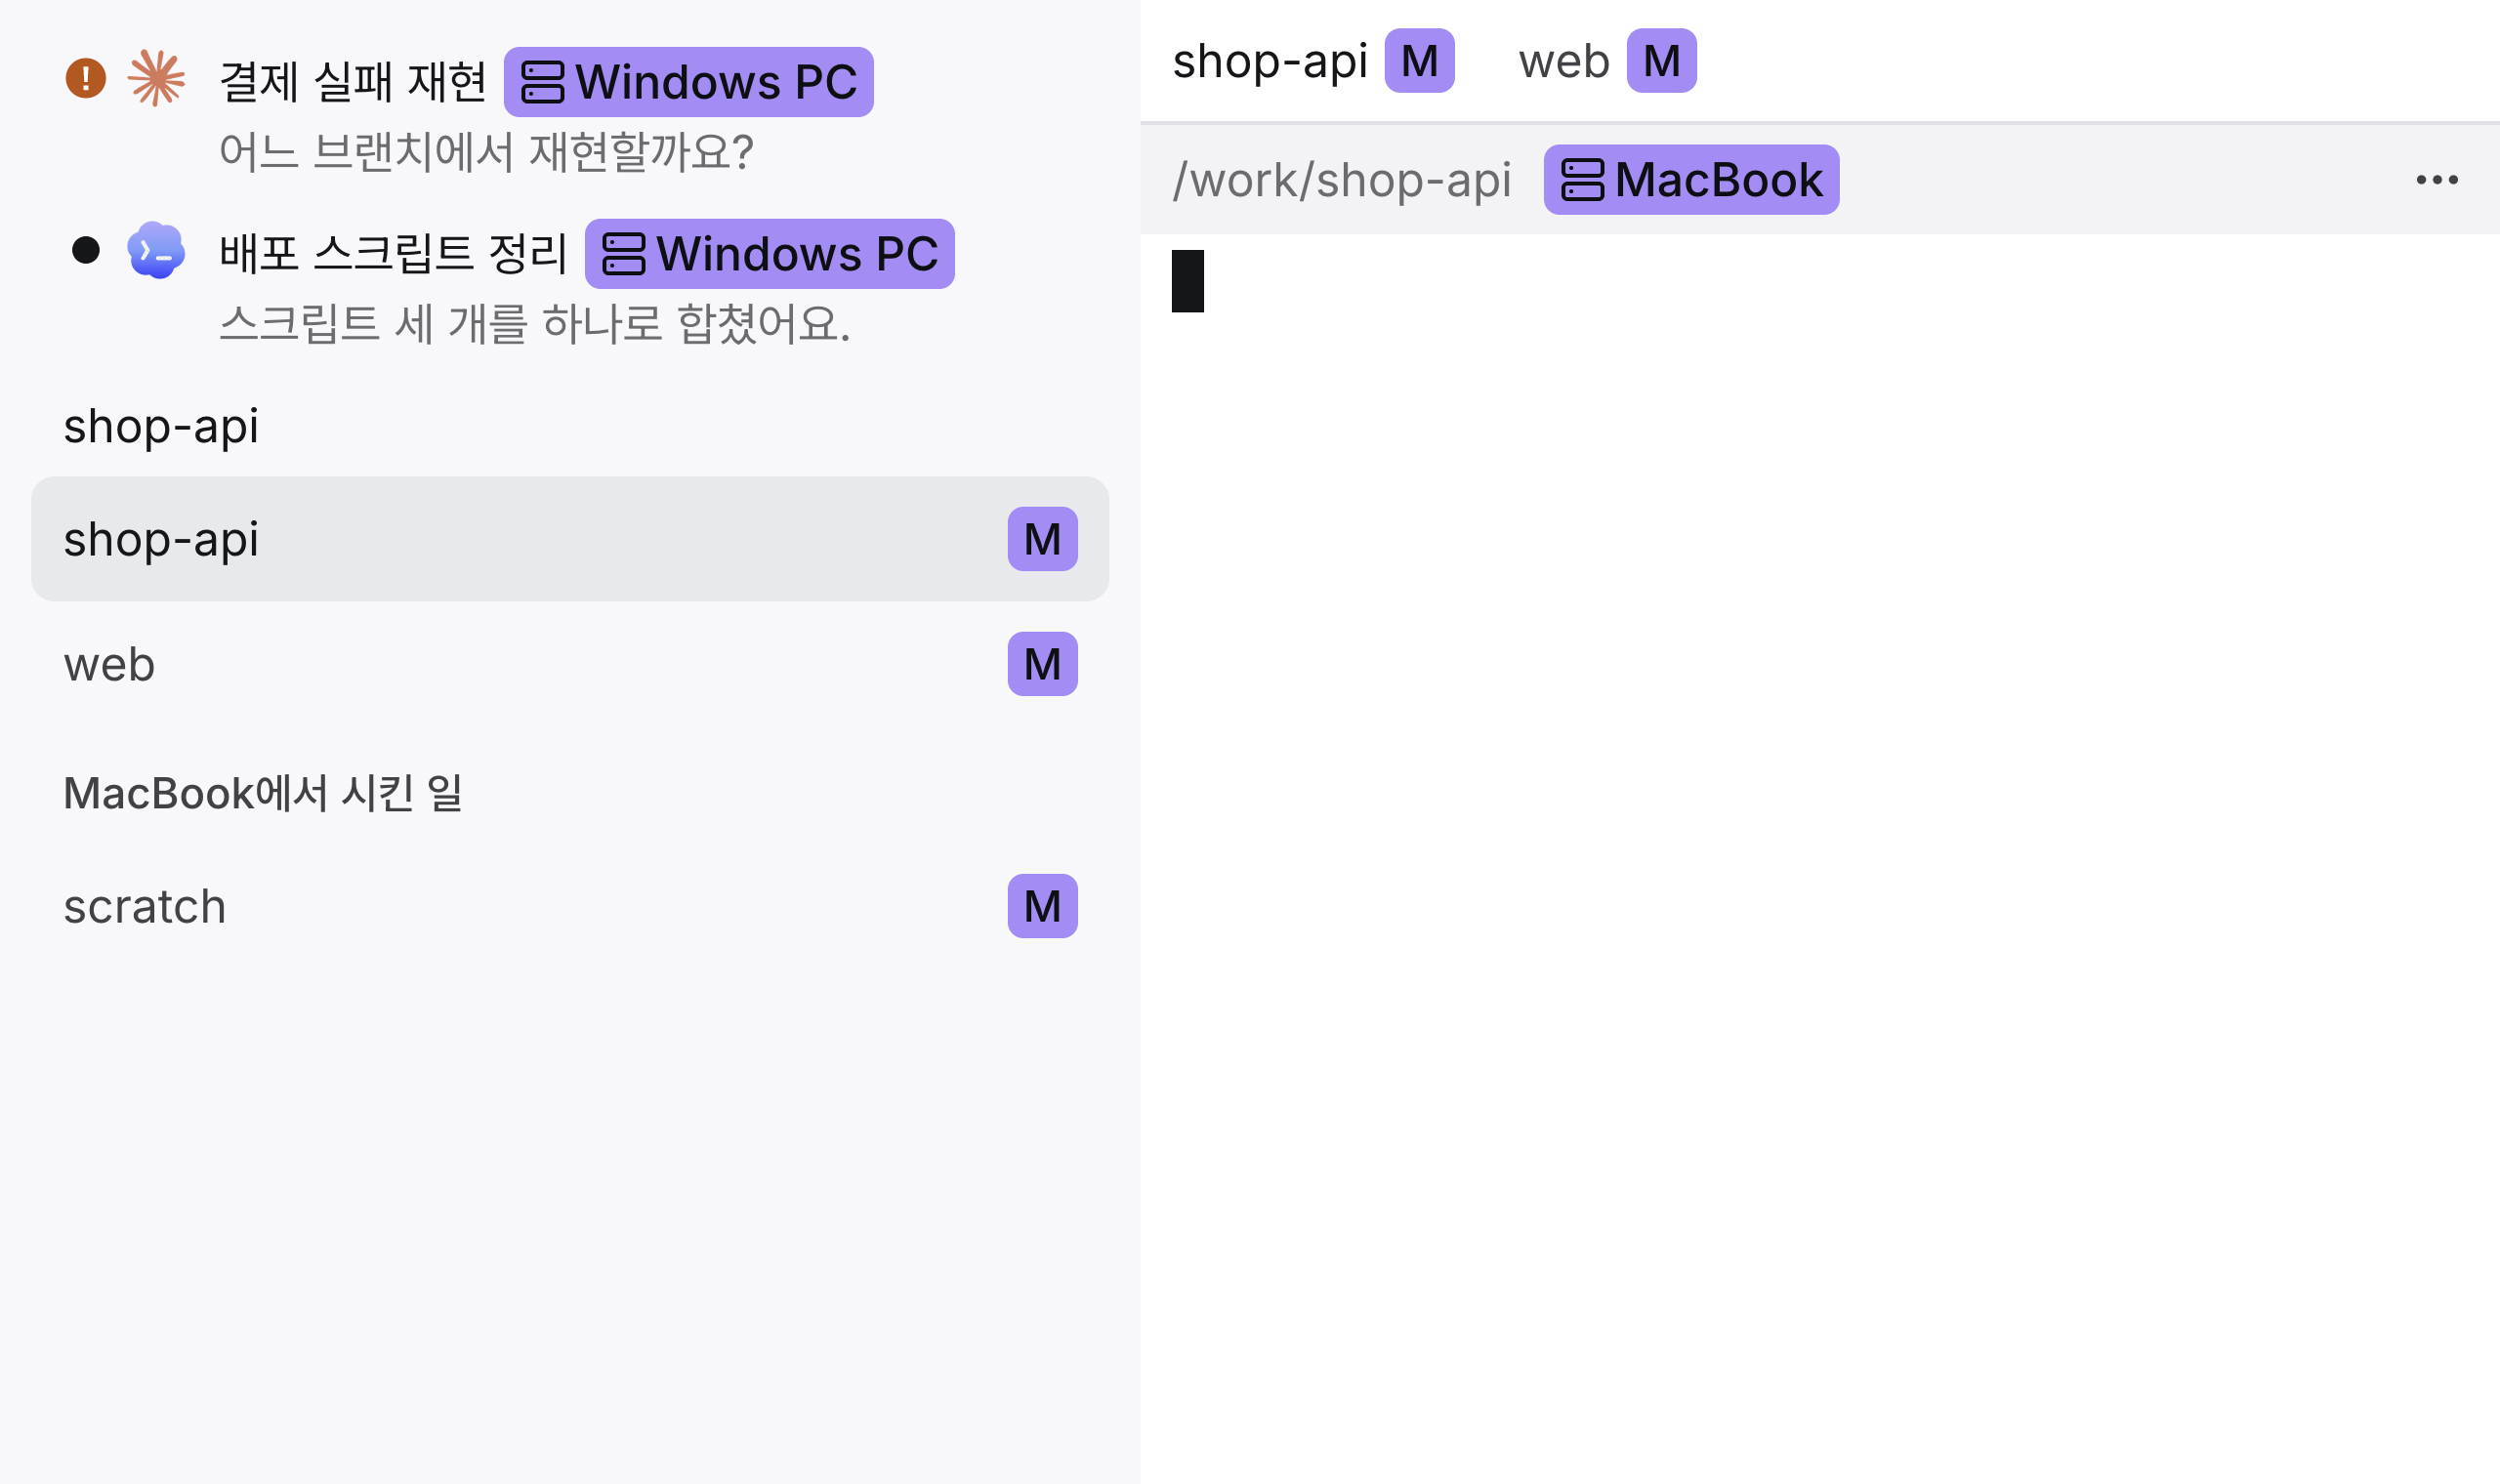 결제 실패 재현 Windows PC
어느 브랜치에서 재현할까요?
배포 스크립트 정리 Windows PC
스크립트 세 개를 하나로 합쳤어요.
shop-api
shop-api M
web M
MacBook에서 시킨 일
scratch M
shop-api M web M
/work/shop-api MacBook